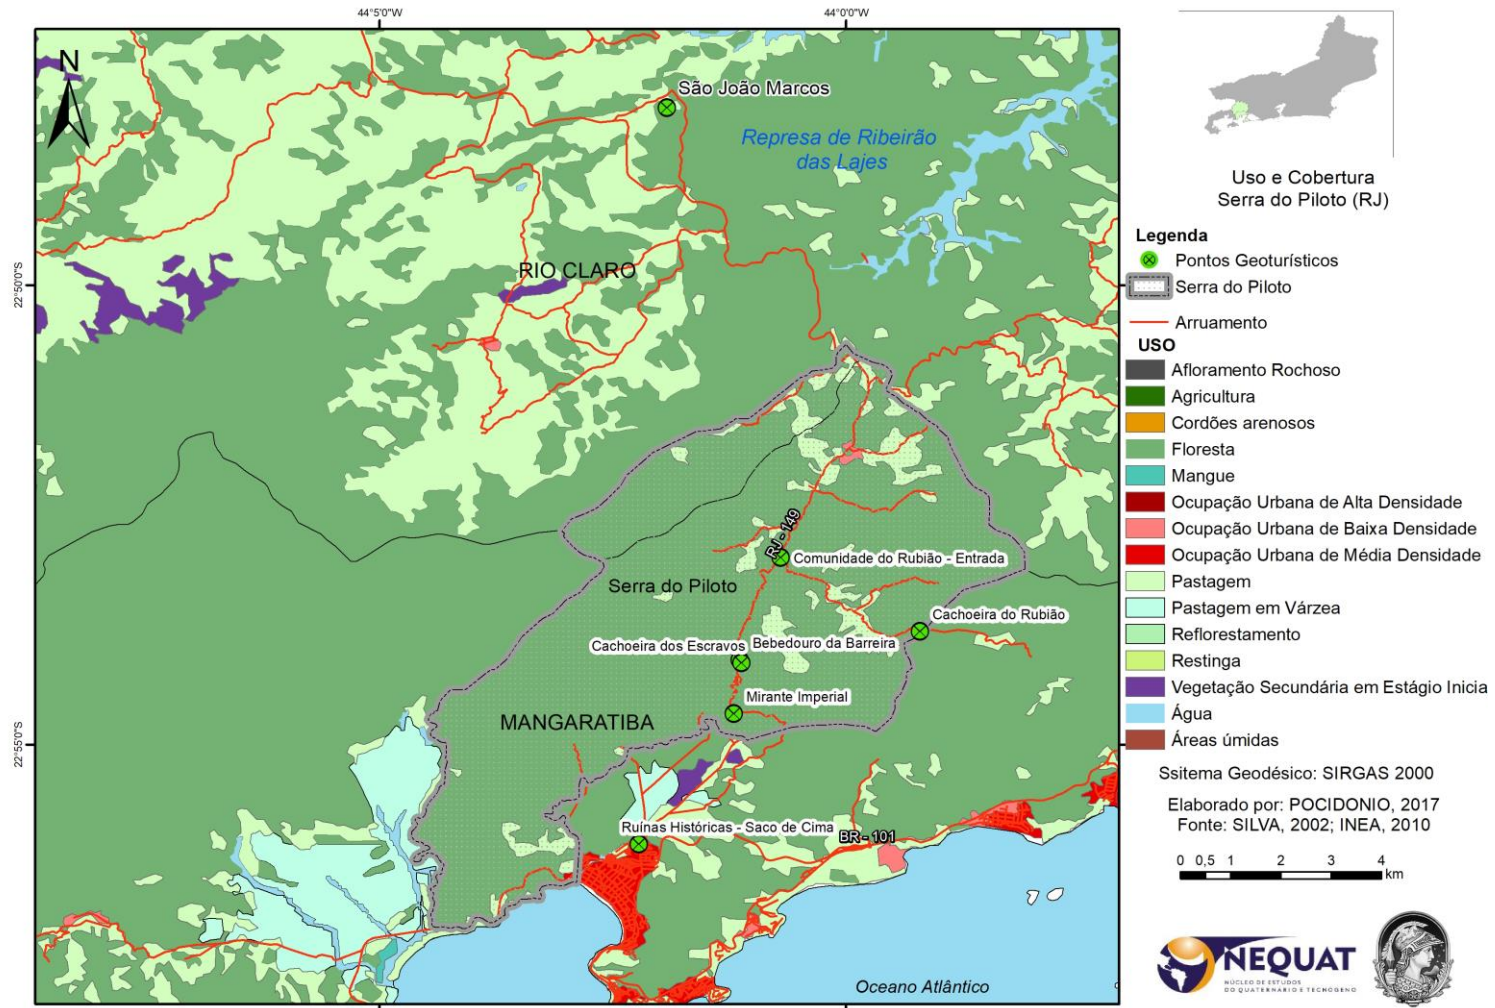 44°5'0"W
44°0'0"W
N
São João Marcos
Represa de Ribeirão
das Lajes
RIO CLARO
22°50'0"S
RJ - 149
Comunidade do Rubião - Entrada
Serra do Piloto
Cachoeira do Rubião
Cachoeira dos Escravos
Bebedouro da Barreira
Mirante Imperial
MANGARATIBA
22°55'0"S
Ruínas Históricas - Saco de Cima
BR - 101
Oceano Atlântico
Uso e Cobertura
Serra do Piloto (RJ)
Legenda
Pontos Geoturísticos
Serra do Piloto
Arruamento
USO
Afloramento Rochoso
Agricultura
Cordões arenosos
Floresta
Mangue
Ocupação Urbana de Alta Densidade
Ocupação Urbana de Baixa Densidade
Ocupação Urbana de Média Densidade
Pastagem
Pastagem em Várzea
Reflorestamento
Restinga
Vegetação Secundária em Estágio Inicia
Água
Áreas úmidas
Ssitema Geodésico: SIRGAS 2000
Elaborado por: POCIDONIO, 2017
Fonte: SILVA, 2002; INEA, 2010
0 0,5 1 2 3 4
km
NEQUAT
NÚCLEO DE ESTUDOS
DO QUATERNÁRIO E TECNÓGENO